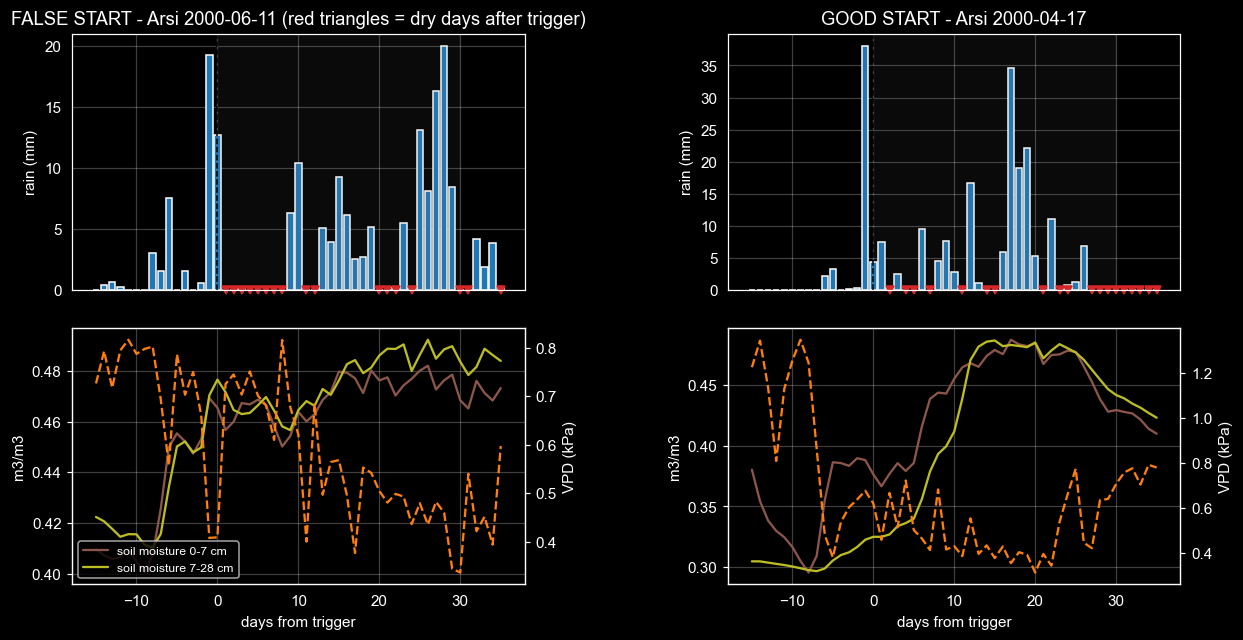 FALSE START - Arsi 2000-06-11 (red triangles = dry days after trigger)
GOOD START - Arsi 2000-04-17
rain (mm)
20
15
10
5
0
rain (mm)
35
30
25
20
15
10
5
0
m3/m3
0.48
0.46
0.44
0.42
0.40
VPD (kPa)
0.8
0.7
0.6
0.5
0.4
soil moisture 0-7 cm
soil moisture 7-28 cm
−10 0 10 20 30
days from trigger
m3/m3
0.45
0.40
0.35
0.30
VPD (kPa)
1.2
1.0
0.8
0.6
0.4
−10 0 10 20 30
days from trigger